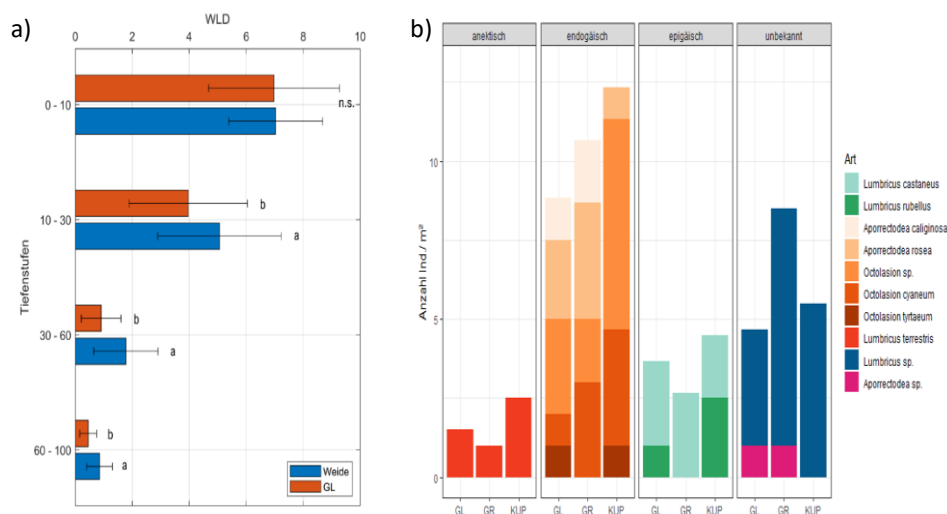 a)
WLD
0 2 4 6 8 10
0 - 10
10 - 30
30 - 60
60 - 100
Tiefenstufen
n.s.
b
a
b
a
b
a
Weide
GL
b)
anektisch endogäisch epigäisch unbekannt
Anzahl Ind./ m²
10
5
0
GL GR KUP GL GR KUP GL GR KUP GL GR KUP
Art
Lumbricus castaneus
Lumbricus rubellus
Aporrectodea caliginosa
Aporrectodea rosea
Octolasion sp.
Octolasion cyaneum
Octolasion tyrtaeum
Lumbricus terrestris
Lumbricus sp.
Aporrectodea sp.